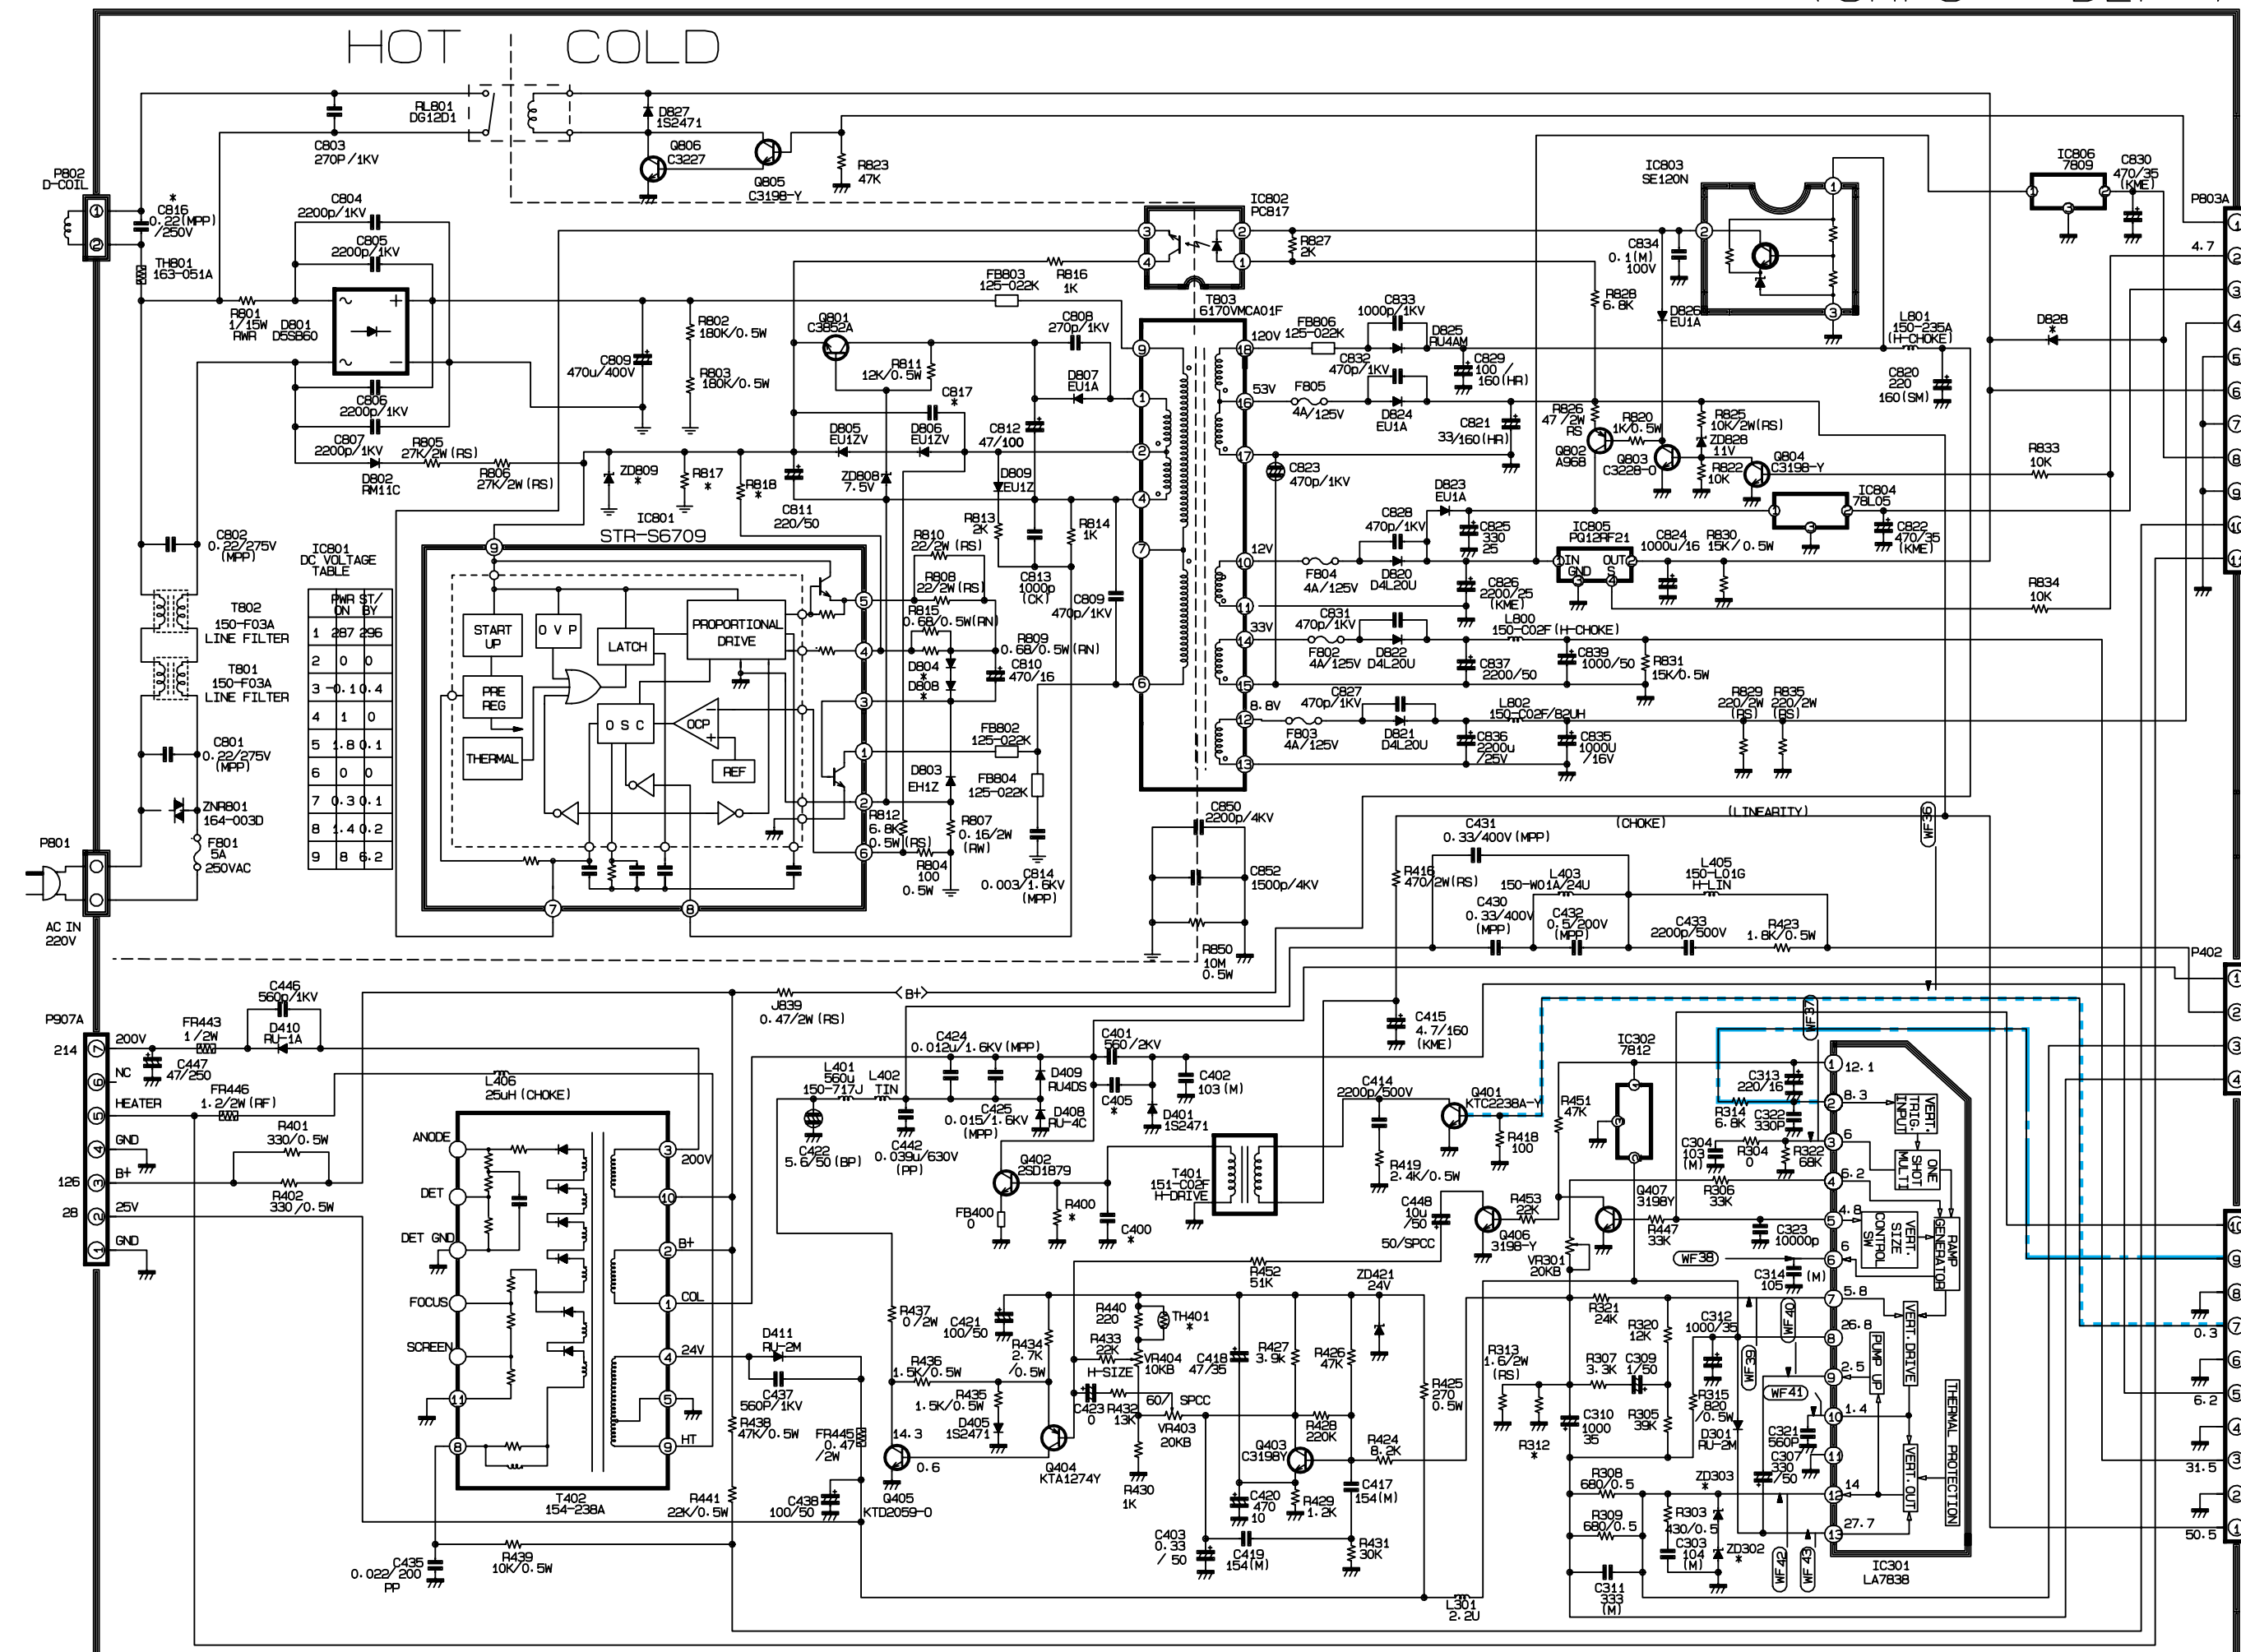 HOT COLD
RL801
DG12D1
C803
270P/1KV
D827
1S2471
Q806
C3227
Q805
C3198-Y
R823
47K
P802
D-COIL
1
2
*
C816
0.22(MPP)
/250V
TH801
163-051A
C804
2200p/1KV
C805
2200p/1KV
R801
1/15W
RWR
D801
D5SB60
C806
2200p/1KV
C807
2200p/1KV
R805
27K/2W(RS)
R806
27K/2W(RS)
D802
RM11C
C809
470u/400V
R802
180K/0.5W
R803
180K/0.5W
FB803
125-022K
R816
1K
IC802
PC817
R827
2K
IC803
SE120N
C834
0.1(M)
100V
IC806
7809
C830
470/35
(KME)
P803A
4.7
Q801
C3852A
R811
12K/0.5W
C808
270p/1KV
C817
*
D807
EU1A
D805
EU1ZV
D806
EU1ZV
C812
47/100
ZD809
*
R817
*
R818
*
C811
220/50
ZD808
7.5V
D809
EU1Z
R813
2K
R814
1K
C813
1000p
(CK)
C809
470p/1KV
T803
6170VMCA01F
120V
53V
12V
33V
8.8V
FB806
125-022K
C833
1000p/1KV
D825
RU4AM
C832
470p/1KV
F805
4A/125V
D824
EU1A
C829
100/
160(HR)
R828
6.8K
D826
EU1A
L801
150-235A
(H-CHOKE)
D828
*
C820
220
160(SM)
C821
33/160(HR)
C823
470p/1KV
R826
47/2W
RS
R820
1K/0.5W
R825
10K/2W(RS)
ZD828
11V
Q802
A968
Q803
C3228-O
R822
10K
Q804
C3198-Y
R833
10K
IC804
78L05
D823
EU1A
C828
470p/1KV
C825
330
25
IC805
PQ12RF21
IN
OUT
GND S
C824
1000u/16
R830
15K/0.5W
C822
470/35
(KME)
R834
10K
F804
4A/125V
D820
D4L20U
C826
2200/25
(KME)
C831
470p/1KV
L800
150-C02F(H-CHOKE)
F802
4A/125V
D822
D4L20U
C837
2200/50
C839
1000/50
R831
15K/0.5W
C827
470p/1KV
L802
150-C02F/82UH
F803
4A/125V
D821
D4L20U
C836
2200u
/25V
C835
1000U
/16V
R829
220/2W
(RS)
R835
220/2W
(RS)
C802
0.22/275V
(MPP)
T802
150-F03A
LINE FILTER
T801
150-F03A
LINE FILTER
C801
0.22/275V
(MPP)
ZNR801
164-003D
F801
5A
250VAC
P801
AC IN
220V
IC801
DC VOLTAGE
TABLE
PWR ON ST/BY
1 287 296
2 0 0
3 -0.1 0.4
4 1 0
5 1.8 0.1
6 0 0
7 0.3 0.1
8 1.4 0.2
9 8 6.2
IC801
STR-S6709
START
UP
O V P
LATCH
PROPORTIONAL
DRIVE
PRE
REG
THERMAL
O S C
OCP
REF
R810
22/2W(RS)
R808
22/2W(RS)
R815
0.68/0.5W(RN)
R809
0.68/0.5W(RN)
D804
*
D808
*
C810
470/16
FB802
125-022K
D803
EH1Z
FB804
125-022K
R812
6.8K
0.5W(RS)
R807
0.16/2W
(RW)
R804
100
0.5W
C814
0.003/1.6KV
(MPP)
C850
2200p/4KV
C852
1500p/4KV
R850
10M
0.5W
R416
470/2W(RS)
(CHOKE)
(LINEARITY)
WF36
C431
0.33/400V(MPP)
L403
150-W01A/24U
L405
150-L01G
H-LIN
C430
0.33/400V
(MPP)
C432
0.5/200V
(MPP)
C433
2200p/500V
R423
1.8K/0.5W
P402
P907A
214
200V
NC
HEATER
GND
126
B+
28
25V
GND
C446
560p/1KV
FR443
1/2W
D410
RU-1A
C447
47/250
FR446
1.2/2W(RF)
R401
330/0.5W
R402
330/0.5W
L406
25uH(CHOKE)
J839
0.47/2W(RS)
B+
ANODE
DET
DET GND
FOCUS
SCREEN
200V
B+
COL
24V
HT
T402
154-238A
C435
0.022/200
PP
R439
10K/0.5W
D411
RU-2M
C437
560P/1KV
R438
47K/0.5W
FR445
0.47
/2W
R441
22K/0.5W
C438
100/50
L401
560u
150-717J
L402
TIN
C424
0.012u/1.6KV(MPP)
C425
0.015/1.6KV
(MPP)
C422
5.6/50(BP)
C442
0.039u/630V
(PP)
D409
RU4DS
D408
RU-4C
C401
560/2KV
C405
*
C402
103(M)
D401
1S2471
Q402
2SD1879
FB400
0
R400
*
C400
*
T401
151-C02F
H-DRIVE
C415
4.7/160
(KME)
C414
2200p/500V
R419
2.4K/0.5W
Q401
KTC2238A-Y
R418
100
R451
47K
IC302
7812
C448
10u
/50
50/SPCC
Q406
3198-Y
R453
22K
Q407
3198Y
R447
33K
VR301
20KB
R452
51K
R437
0/2W
C421
100/50
R434
2.7K
/0.5W
R436
1.5K/0.5W
R435
1.5K/0.5W
D405
1S2471
14.3
0.6
Q405
KTD2059-O
Q404
KTA1274Y
R440
220
TH401
*
R433
22K
H-SIZE
VR404
10KB
C423
0
R432
13K
60/ SPCC
VR403
20KB
R430
1K
C418
47/35
R427
3.9K
R426
47K
ZD421
24V
R425
270
0.5W
R428
220K
Q403
C3198Y
R424
8.2K
C420
470
10
R429
1.2K
C417
154(M)
C403
0.33
/50
C419
154(M)
R431
30K
L301
2.2U
R313
1.6/2W
(RS)
R312
*
R321
24K
R320
12K
R307
3.3K
C309
1/50
C310
1000
35
R305
39K
C312
1000/35
R315
820
/0.5W
D301
RU-2M
C321
560P
C307
330
/50
R308
680/0.5
R309
680/0.5
R303
430/0.5
ZD303
*
ZD302
*
C303
104
(M)
C311
333
(M)
WF37
WF38
WF39
WF40
WF41
WF42
WF43
C313
220/16
R314
6.8K
C322
330P
C304
103
(M)
R304
0
R322
68K
R306
33K
C323
10000p
C314
105
(M)
12.1
8.3
6
6.2
4.8
6
5.8
26.8
2.5
1.4
14
27.7
VERT.
TRIG.
INPUT
ONE
SHOT
MULTI
VERT.
SIZE
CONTROL
SW
RAMP
GENERATOR
VERT.DRIVE
PUMP UP
VERT.OUT
THERMAL PROTECTION
IC301
LA7838
0.3
6.2
31.5
50.5